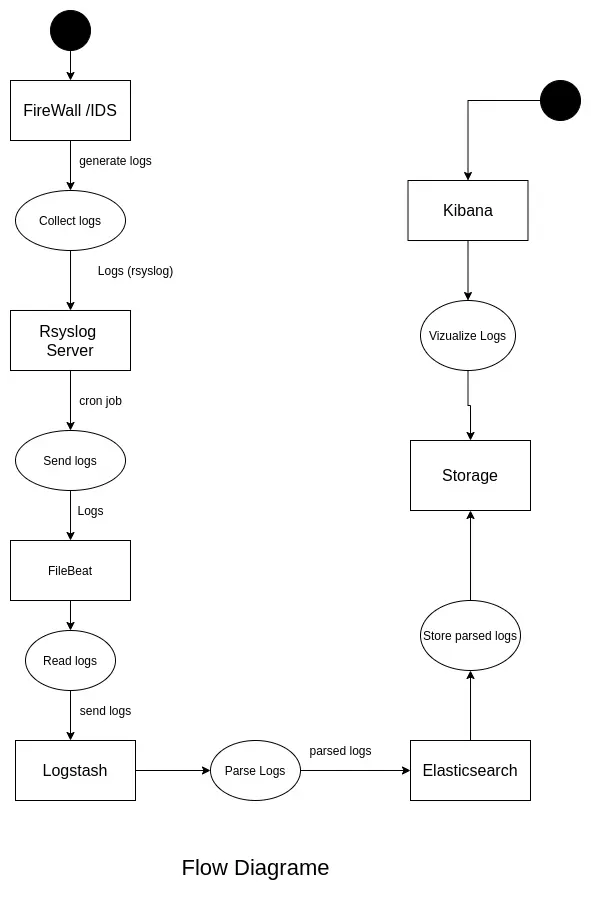 FireWall /IDS
generate logs
Collect logs
Logs (rsyslog)
Rsyslog
Server
cron job
Send logs
Logs
FileBeat
Read logs
send logs
Logstash
Parse Logs
parsed logs
Elasticsearch
Store parsed logs
Storage
Vizualize Logs
Kibana
Flow Diagrame